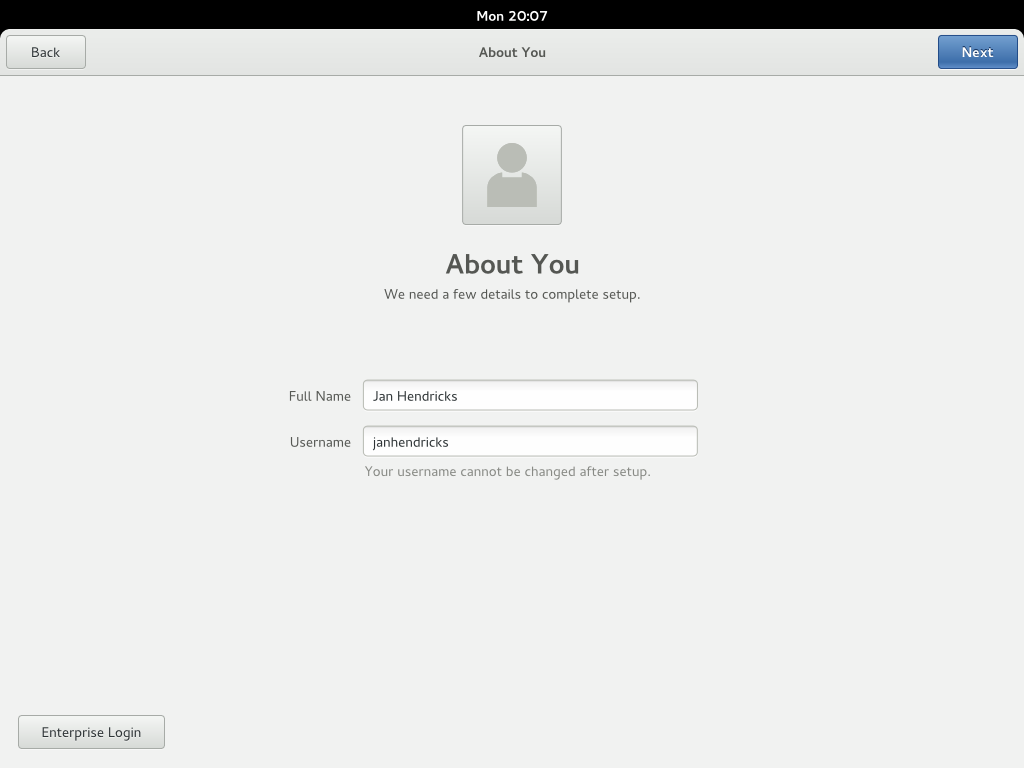 Mon 20:07
Back
About You
Next
About You
We need a few details to complete setup.
Full Name
Jan Hendricks
Username
janhendricks
Your username cannot be changed after setup.
Enterprise Login